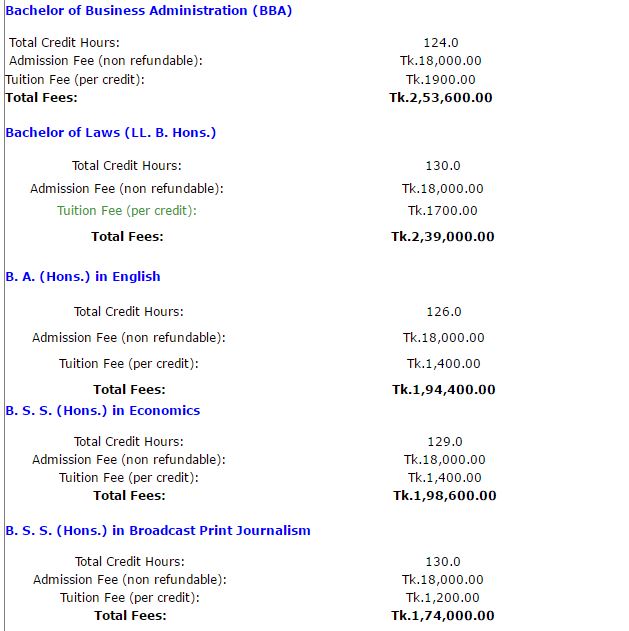 Bachelor of Business Administration (BBA)
Total Credit Hours: 124.0
Admission Fee (non refundable): Tk.18,000.00
Tuition Fee (per credit): Tk.1900.00
Total Fees: Tk.2,53,600.00
Bachelor of Laws (LL. B. Hons.)
Total Credit Hours: 130.0
Admission Fee (non refundable): Tk.18,000.00
Tuition Fee (per credit): Tk.1700.00
Total Fees: Tk.2,39,000.00
B. A. (Hons.) in English
Total Credit Hours: 126.0
Admission Fee (non refundable): Tk.18,000.00
Tuition Fee (per credit): Tk.1,400.00
Total Fees: Tk.1,94,400.00
B. S. S. (Hons.) in Economics
Total Credit Hours: 129.0
Admission Fee (non refundable): Tk.18,000.00
Tuition Fee (per credit): Tk.1,400.00
Total Fees: Tk.1,98,600.00
B. S. S. (Hons.) in Broadcast Print Journalism
Total Credit Hours: 130.0
Admission Fee (non refundable): Tk.18,000.00
Tuition Fee (per credit): Tk.1,200.00
Total Fees: Tk.1,74,000.00